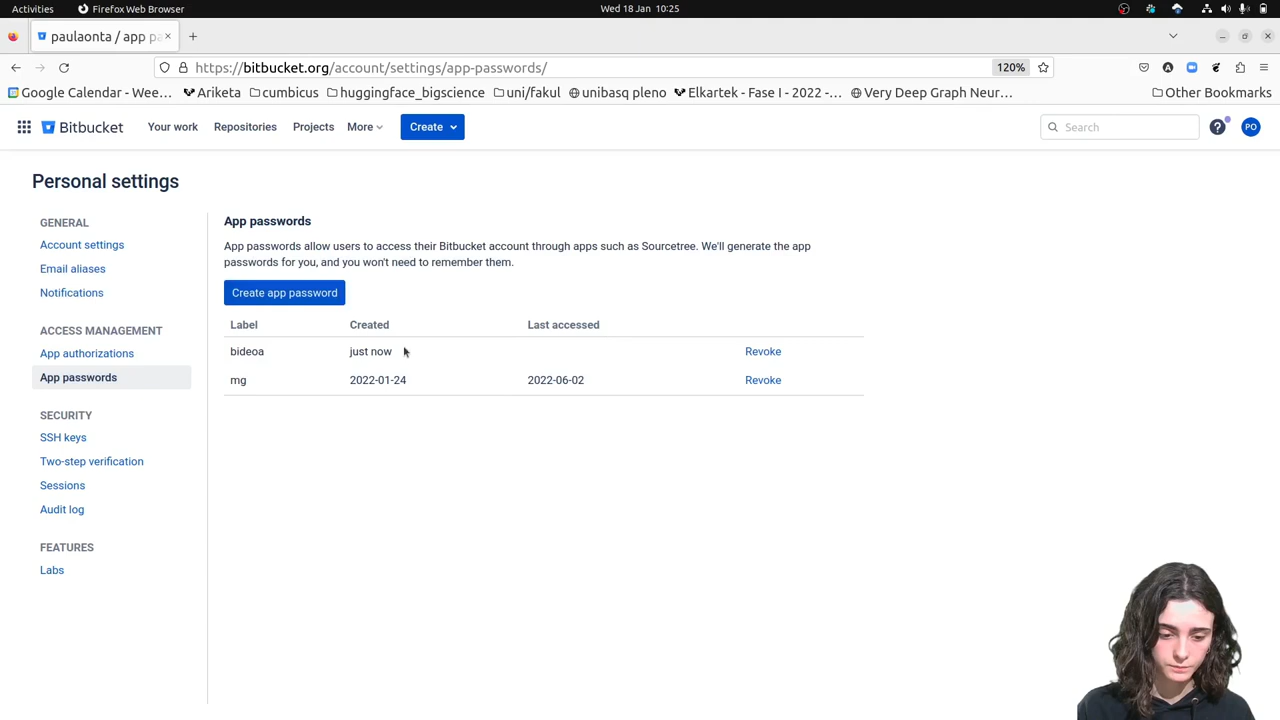 Activities
Firefox Web Browser
Wed 18 Jan 10:25
paulaonta / app pa
https://bitbucket.org/account/settings/app-passwords/
120%
Google Calendar - Wee…
Ariketa
cumbicus
huggingface_bigscience
uni/fakul
unibasq pleno
Elkartek - Fase I - 2022 -…
Very Deep Graph Neur…
Other Bookmarks
Bitbucket
Your work
Repositories
Projects
More
Create
Search
PO
Personal settings
GENERAL
Account settings
Email aliases
Notifications
ACCESS MANAGEMENT
App authorizations
App passwords
SECURITY
SSH keys
Two-step verification
Sessions
Audit log
FEATURES
Labs
App passwords
App passwords allow users to access their Bitbucket account through apps such as Sourcetree. We'll generate the app
passwords for you, and you won't need to remember them.
Create app password
Label Created Last accessed
bideoa just now Revoke
mg 2022-01-24 2022-06-02 Revoke